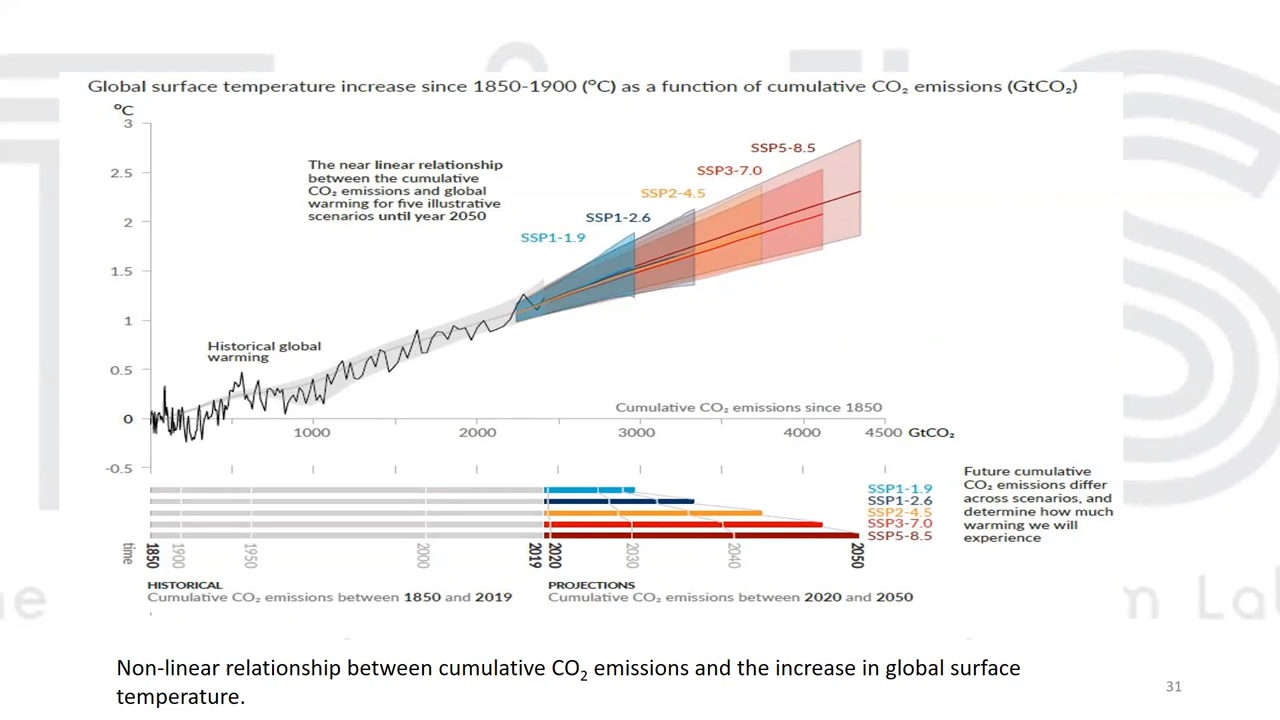 Global surface temperature increase since 1850-1900 (°C) as a function of cumulative CO₂ emissions (GtCO₂)
°C
3
2.5
2
1.5
1
0.5
0
-0.5
The near linear relationship
between the cumulative
CO₂ emissions and global
warming for five illustrative
scenarios until year 2050
SSP5-8.5
SSP3-7.0
SSP2-4.5
SSP1-2.6
SSP1-1.9
Historical global
warming
Cumulative CO₂ emissions since 1850
1000
2000
3000
4000
4500 GtCO₂
SSP1-1.9
SSP1-2.6
SSP2-4.5
SSP3-7.0
SSP5-8.5
Future cumulative
CO₂ emissions differ
across scenarios, and
determine how much
warming we will
experience
time
1850
1900
1950
2000
2019
2020
2030
2040
2050
HISTORICAL
Cumulative CO₂ emissions between 1850 and 2019
PROJECTIONS
Cumulative CO₂ emissions between 2020 and 2050
Non-linear relationship between cumulative CO₂ emissions and the increase in global surface
temperature.
31